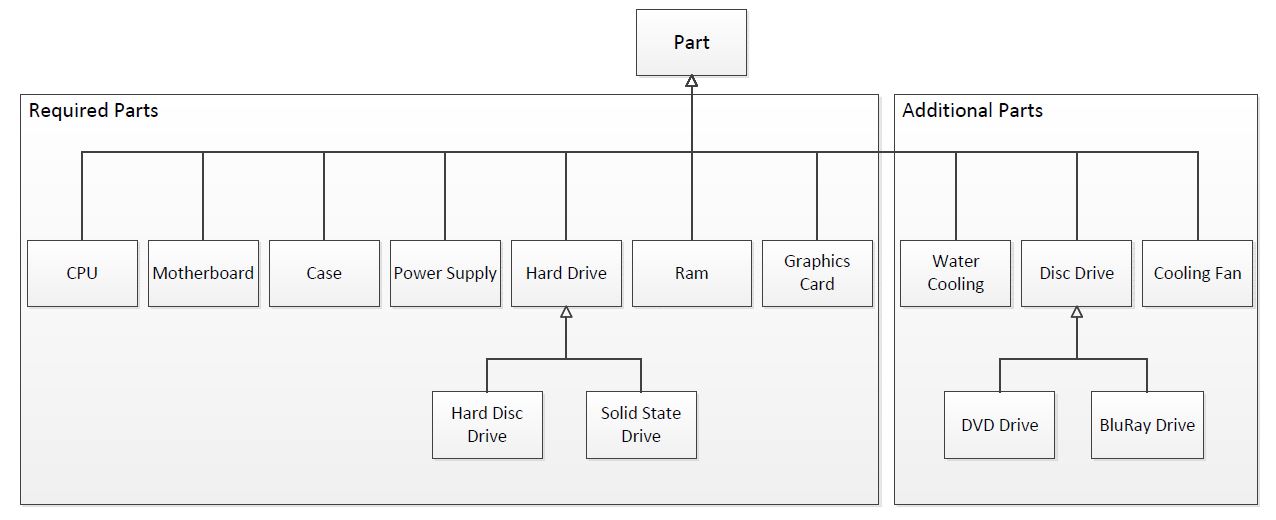 Part
Required Parts
Additional Parts
CPU
Motherboard
Case
Power Supply
Hard Drive
Ram
Graphics
Card
Water
Cooling
Disc Drive
Cooling Fan
Hard Disc
Drive
Solid State
Drive
DVD Drive
BluRay Drive